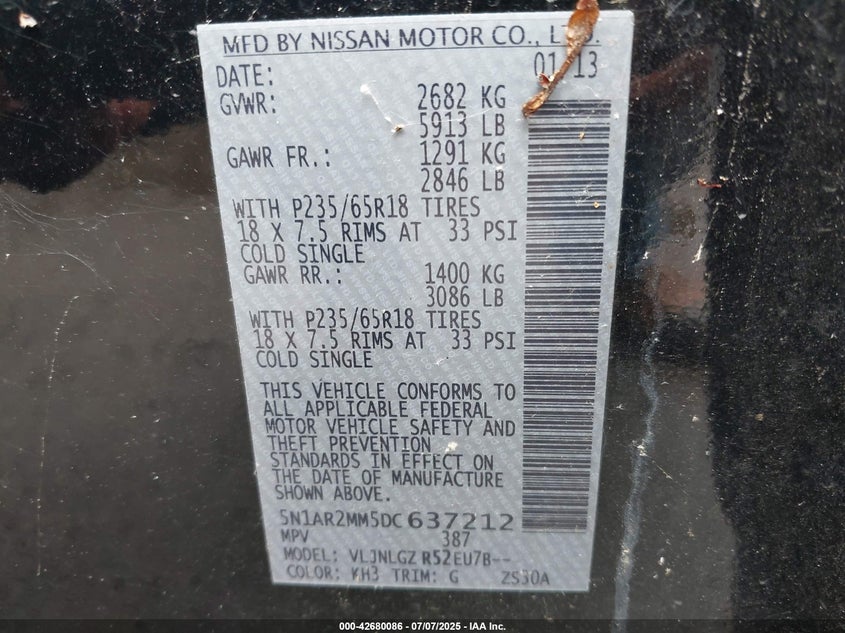 MFD BY NISSAN MOTOR CO., LTD.
DATE: 01/13
GVWR: 2682 KG
5913 LB
GAWR FR.: 1291 KG
2846 LB
WITH P235/65R18 TIRES
18 X 7.5 RIMS AT 33 PSI
COLD SINGLE
GAWR RR.: 1400 KG
3086 LB
WITH P235/65R18 TIRES
18 X 7.5 RIMS AT 33 PSI
COLD SINGLE
THIS VEHICLE CONFORMS TO
ALL APPLICABLE FEDERAL
MOTOR VEHICLE SAFETY AND
THEFT PREVENTION
STANDARDS IN EFFECT ON
THE DATE OF MANUFACTURE
SHOWN ABOVE.
5N1AR2MM5DC637212
MPV 387
MODEL: VLJNLGZ R52EU7B--
COLOR: KH3 TRIM: G ZS50A
000-42680086 - 07/07/2025 - IAA Inc.